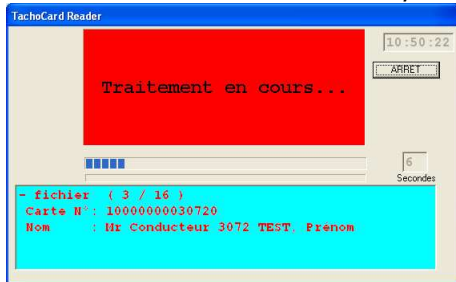 TachoCard Reader
10:50:22
ARRET
Traitement en cours...
6
Secondes
- fichier ( 3 / 16 )
Carte N°: 10000000030720
Nom : Mr Conducteur 3072 TEST, Prénom